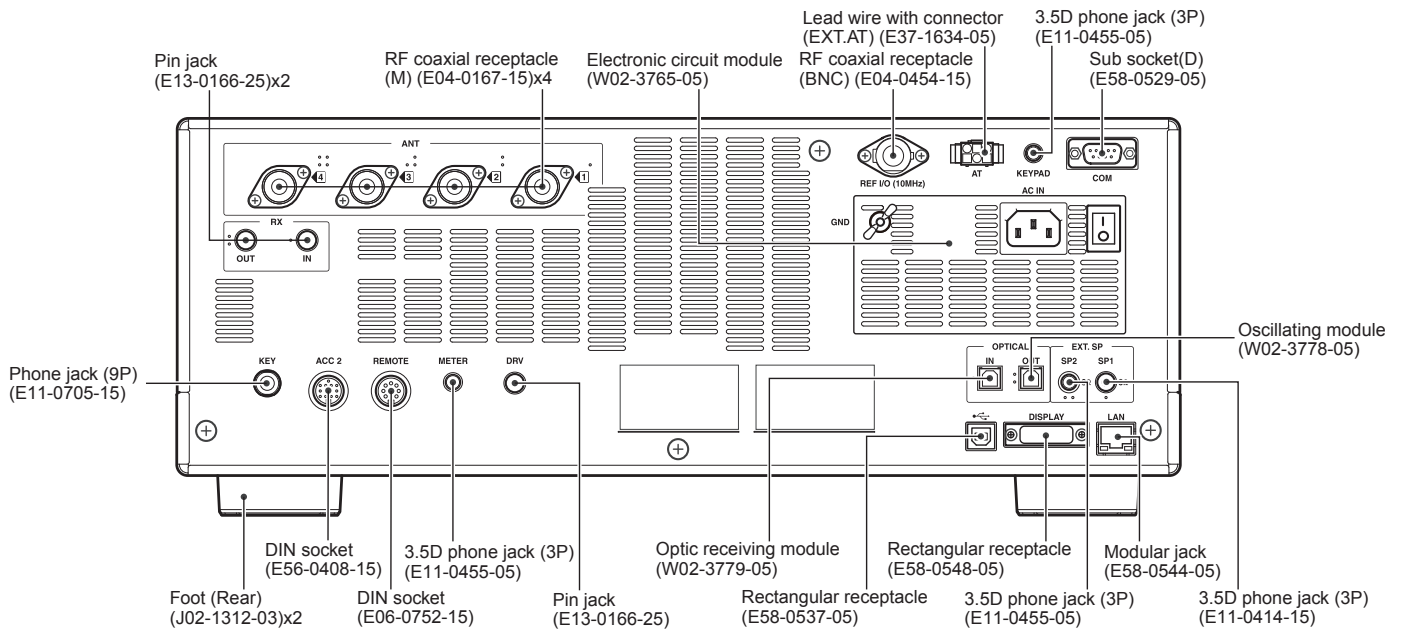 Lead wire with connector
(EXT.AT) (E37-1634-05)
3.5D phone jack (3P)
(E11-0455-05)
Pin jack
(E13-0166-25)x2
RF coaxial receptacle
(M) (E04-0167-15)x4
Electronic circuit module
(W02-3765-05)
RF coaxial receptacle
(BNC) (E04-0454-15)
Sub socket(D)
(E58-0529-05)
ANT
4
3
2
1
REF I/O (10MHz)
AT
KEYPAD
COM
AC IN
GND
RX
OUT
IN
Oscillating module
(W02-3778-05)
OPTICAL
EXT. SP
IN
OUT
SP2
SP1
KEY
ACC 2
REMOTE
METER
DRV
Phone jack (9P)
(E11-0705-15)
DISPLAY
LAN
DIN socket
(E56-0408-15)
3.5D phone jack (3P)
(E11-0455-05)
Optic receiving module
(W02-3779-05)
Rectangular receptacle
(E58-0548-05)
Modular jack
(E58-0544-05)
Foot (Rear)
(J02-1312-03)x2
DIN socket
(E06-0752-15)
Pin jack
(E13-0166-25)
Rectangular receptacle
(E58-0537-05)
3.5D phone jack (3P)
(E11-0455-05)
3.5D phone jack (3P)
(E11-0414-15)